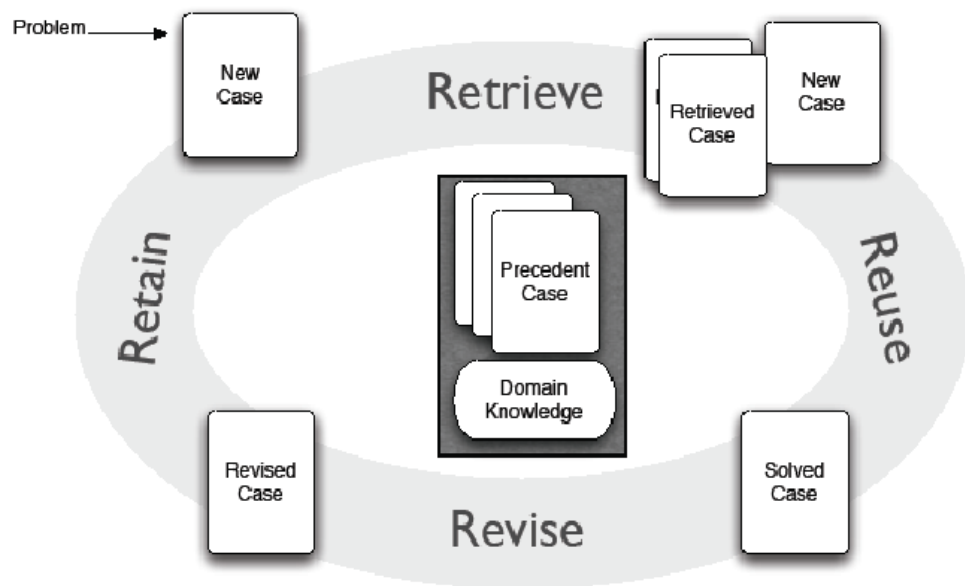 Problem
New
Case
Retrieve
Retrieved
Case
New
Case
Retain
Precedent
Case
Reuse
Domain
Knowledge
Revised
Case
Revise
Solved
Case